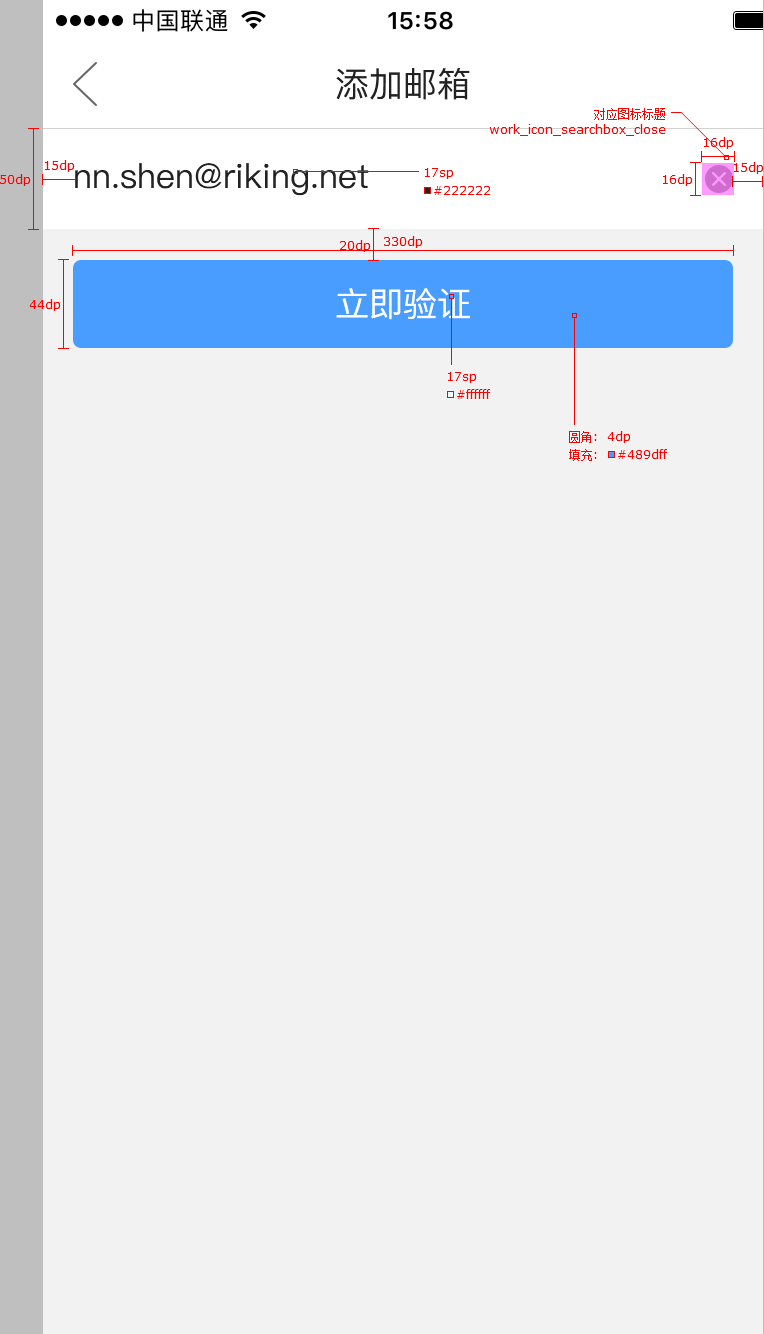 中国联通 15:58
添加邮箱
对应图标标题
work_icon_searchbox_close
16dp
15dp
nn.shen@riking.net
17sp
#222222
16dp
15dp
50dp
20dp
330dp
44dp
立即验证
17sp
#ffffff
圆角： 4dp
填充： #489dff